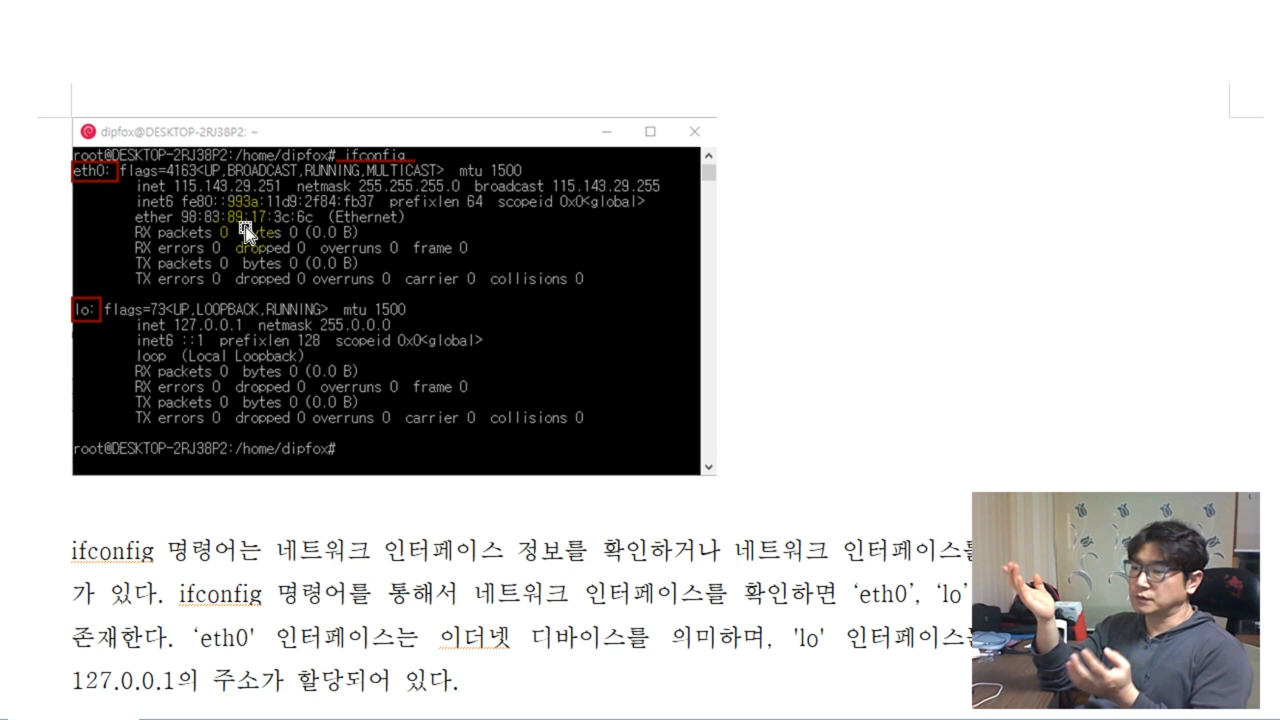 dipfox@DESKTOP-2RJ38P2: ~
root@DESKTOP-2RJ38P2:/home/dipfox# ifconfig
eth0: flags=4163<UP,BROADCAST,RUNNING,MULTICAST>  mtu 1500
inet 115.143.29.251  netmask 255.255.255.0  broadcast 115.143.29.255
inet6 fe80::993a:11d9:2f84:fb37  prefixlen 64  scopeid 0x0<global>
ether 98:83:89:17:3c:6c  (Ethernet)
RX packets 0  bytes 0 (0.0 B)
RX errors 0  dropped 0  overruns 0  frame 0
TX packets 0  bytes 0 (0.0 B)
TX errors 0  dropped 0 overruns 0  carrier 0  collisions 0
lo: flags=73<UP,LOOPBACK,RUNNING>  mtu 1500
inet 127.0.0.1  netmask 255.0.0.0
inet6 ::1  prefixlen 128  scopeid 0x0<global>
loop  (Local Loopback)
RX packets 0  bytes 0 (0.0 B)
RX errors 0  dropped 0  overruns 0  frame 0
TX packets 0  bytes 0 (0.0 B)
TX errors 0  dropped 0 overruns 0  carrier 0  collisions 0
root@DESKTOP-2RJ38P2:/home/dipfox#
ifconfig 명령어는 네트워크 인터페이스 정보를 확인하거나 네트워크 인터페이스를
가 있다. ifconfig 명령어를 통해서 네트워크 인터페이스를 확인하면 ‘eth0’, ‘lo’
존재한다. ‘eth0' 인터페이스는 이더넷 디바이스를 의미하며, 'lo' 인터페이스는
127.0.0.1의 주소가 할당되어 있다.